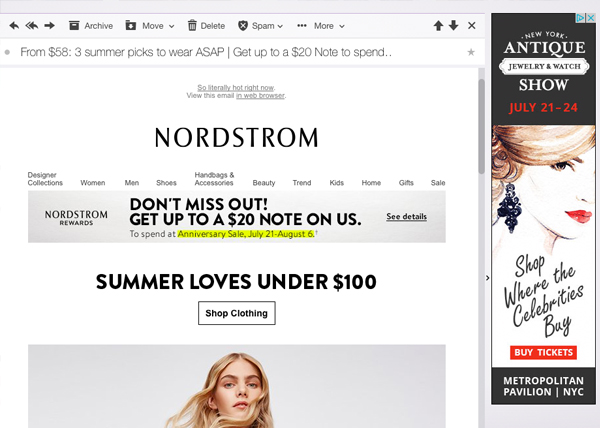 Archive Move Delete Spam More
From $58: 3 summer picks to wear ASAP | Get up to a $20 Note to spend..
So literally hot right now.
View this email in web browser.
NORDSTROM
Designer
Collections
Women
Men
Shoes
Handbags &
Accessories
Beauty
Trend
Kids
Home
Gifts
Sale
NORDSTROM
REWARDS
DON'T MISS OUT!
GET UP TO A $20 NOTE ON US.
To spend at Anniversary Sale, July 21-August 6.†
See details
SUMMER LOVES UNDER $100
Shop Clothing
· NEW YORK ·
ANTIQUE
JEWELRY & WATCH
SHOW
JULY 21–24
Shop
Where the
Celebrities
Buy
BUY TICKETS
METROPOLITAN
PAVILION | NYC